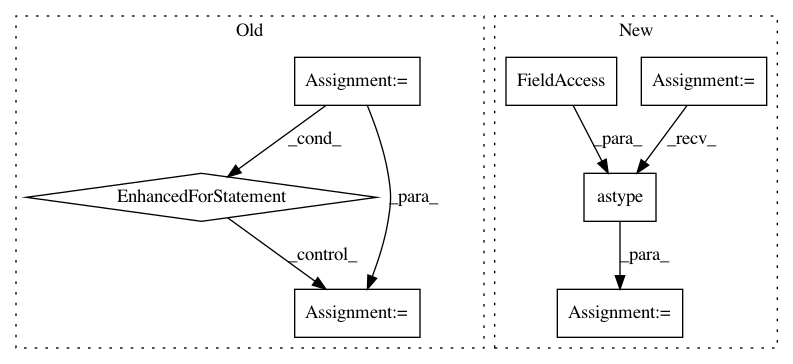 Old
New
Assignment:=
FieldAccess
Assignment:=
_cond_
_para_
_recv_
EnhancedForStatement
_para_
astype
_control_
_para_
Assignment:=
Assignment:=